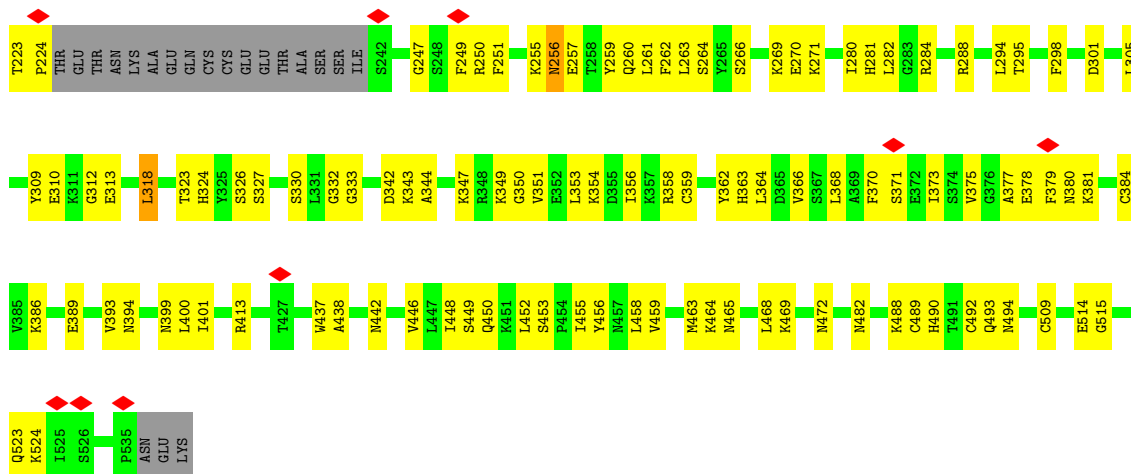 T223 P224 THR GLU THR ASN LYS ALA GLU GLN CYS CYS GLU GLU THR ALA SER SER ILE S242 G247 S248 F249 R250 F251 K255 N256 E257 T258 Y259 Q260 L261 F262 L263 S264 Y265 S266 K269 E270 K271 I280 H281 L282 G283 R284 R288 L294 T295 F298 D301 L305
Y309 E310 K311 G312 E313 L318 T323 H324 Y325 S326 S327 S330 L331 G332 G333 D342 K343 A344 K347 R348 K349 G350 V351 E352 L353 K354 D355 I356 K357 R358 C359 Y362 H363 L364 D365 V366 S367 L368 A369 F370 S371 E372 I373 S374 V375 G376 A377 E378 F379 N380 K381 C384
V385 K386 E389 V393 N394 N399 L400 I401 R413 T427 W437 A438 N442 V446 L447 I448 S449 Q450 K451 L452 S453 P454 I455 Y456 N457 L458 V459 M463 K464 N465 L468 K469 N472 N482 K488 C489 H490 T491 C492 Q493 N494 C509 E514 G515
Q523 K524 I525 S526 P535 ASN GLU LYS